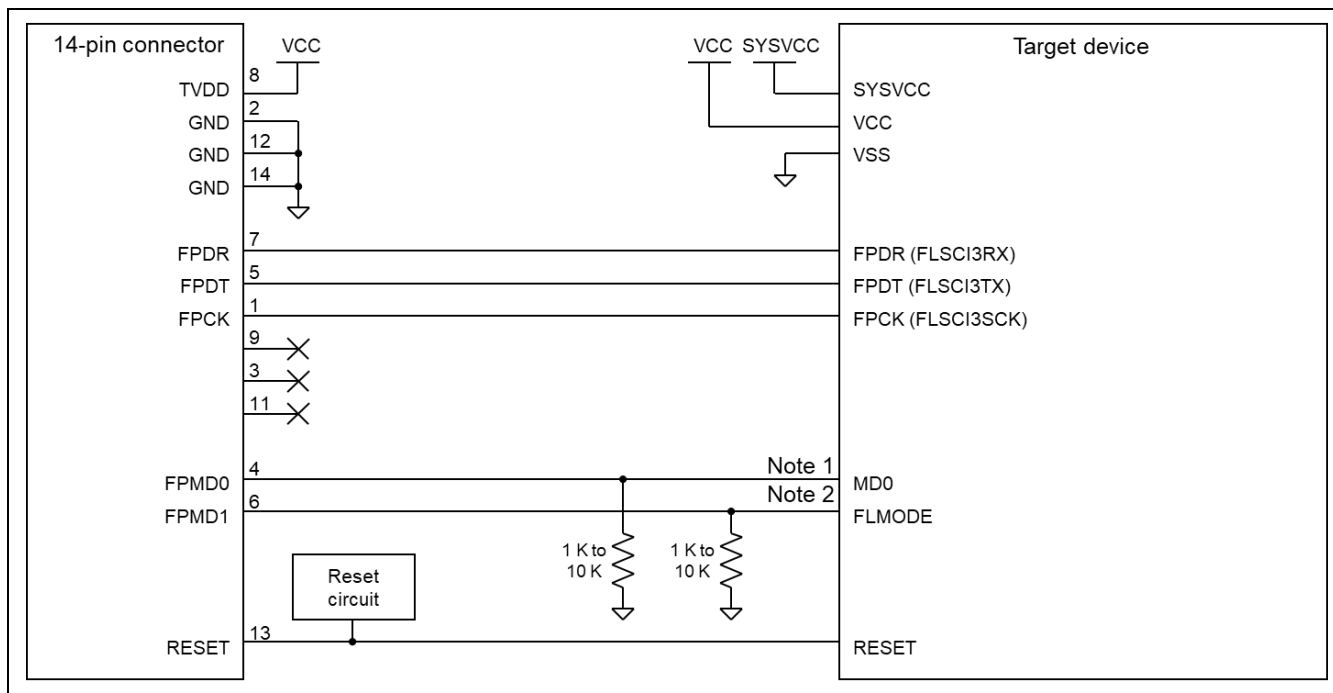 14-pin connector
VCC
VCC
SYSVCC
Target device
8
TVDD
SYSVCC
2
GND
VCC
12
GND
VSS
14
GND
7
FPDR
FPDR (FLSCI3RX)
5
FPDT
FPDT (FLSCI3TX)
1
FPCK
FPCK (FLSCI3SCK)
9
3
11
4
Note 1
FPMD0
MD0
6
Note 2
FPMD1
FLMODE
1 K to
10 K
1 K to
10 K
Reset
circuit
13
RESET
RESET